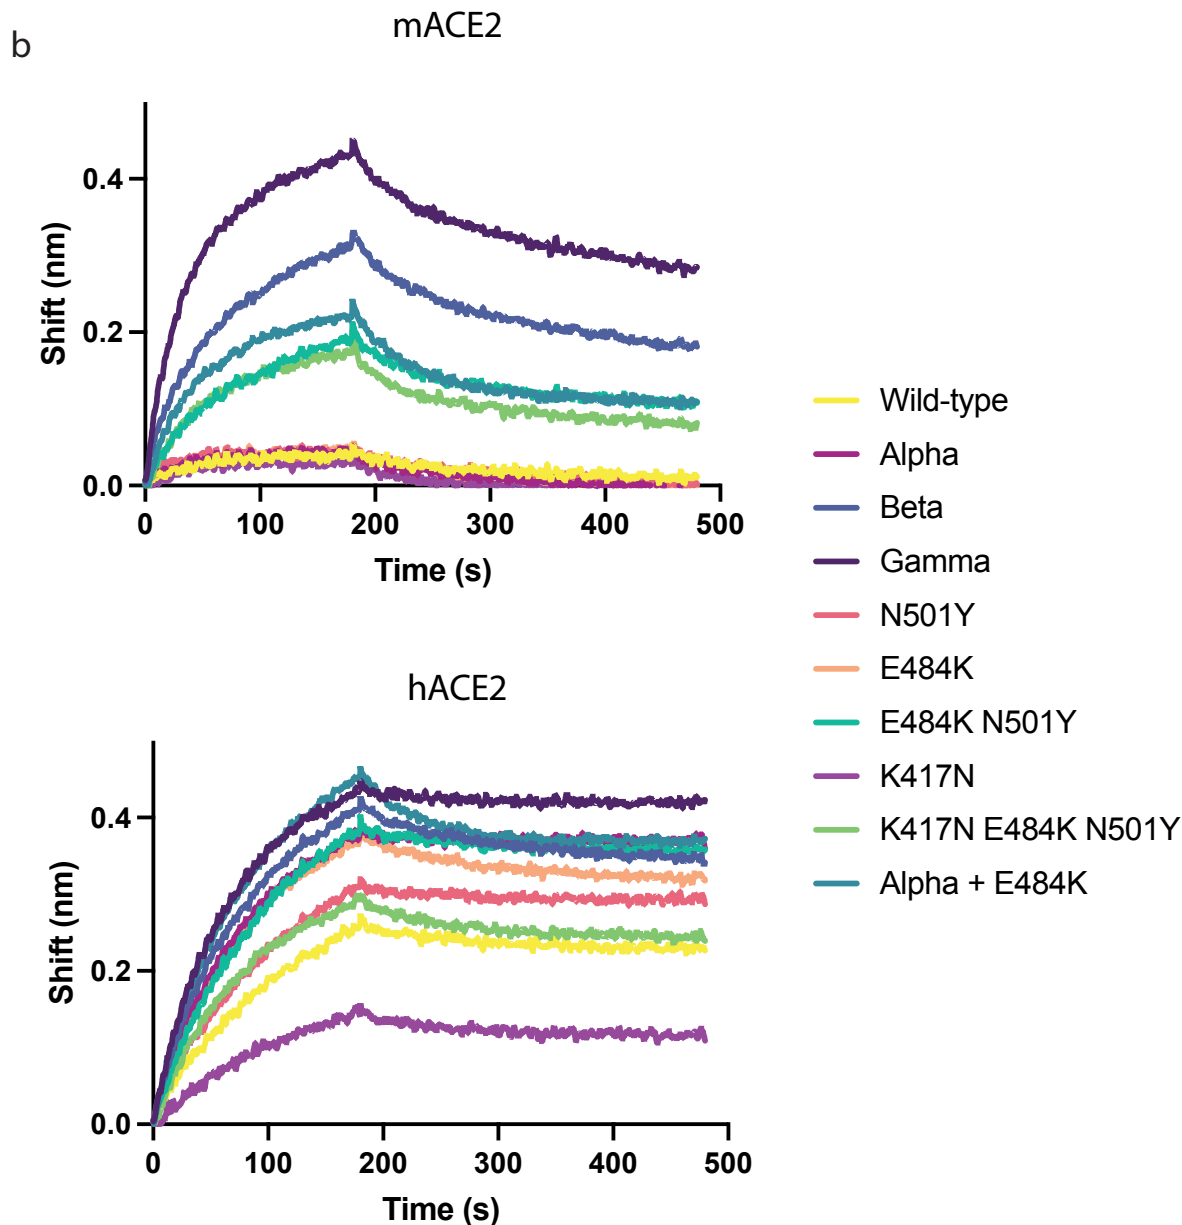 b
mACE2
Shift (nm)
0.4
0.2
0.0
0 100 200 300 400 500
Time (s)
Wild-type
Alpha
Beta
Gamma
N501Y
E484K
E484K N501Y
K417N
K417N E484K N501Y
Alpha + E484K
hACE2
Shift (nm)
0.4
0.2
0.0
0 100 200 300 400 500
Time (s)